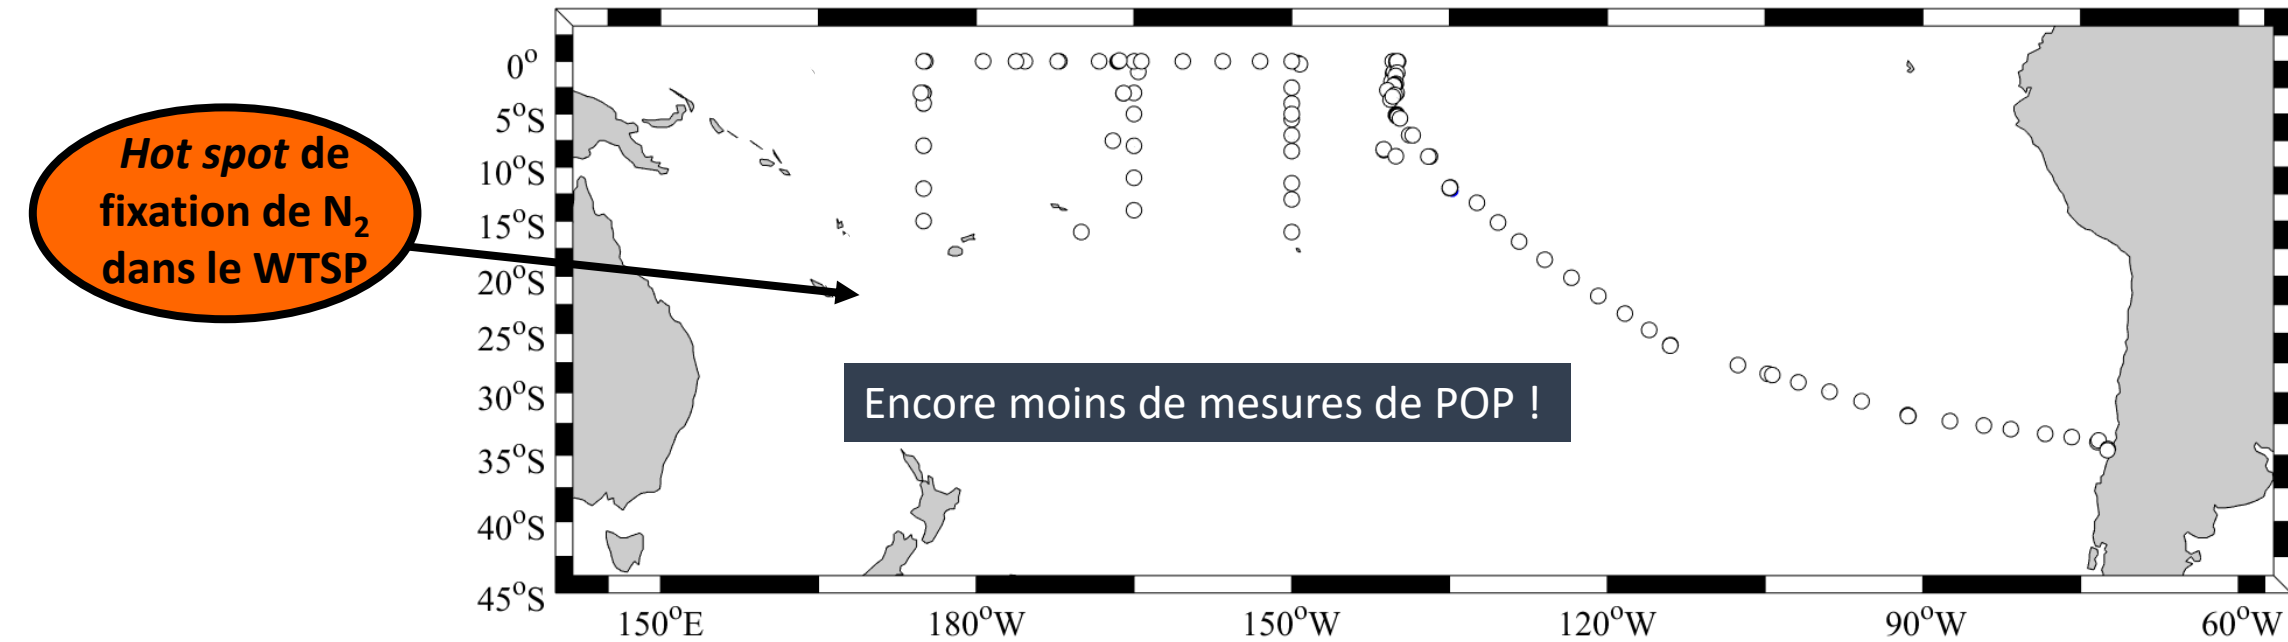 Hot spot de
fixation de N₂
dans le WTSP
Encore moins de mesures de POP !
0°
5°S
10°S
15°S
20°S
25°S
30°S
35°S
40°S
45°S
150°E
180°W
150°W
120°W
90°W
60°W